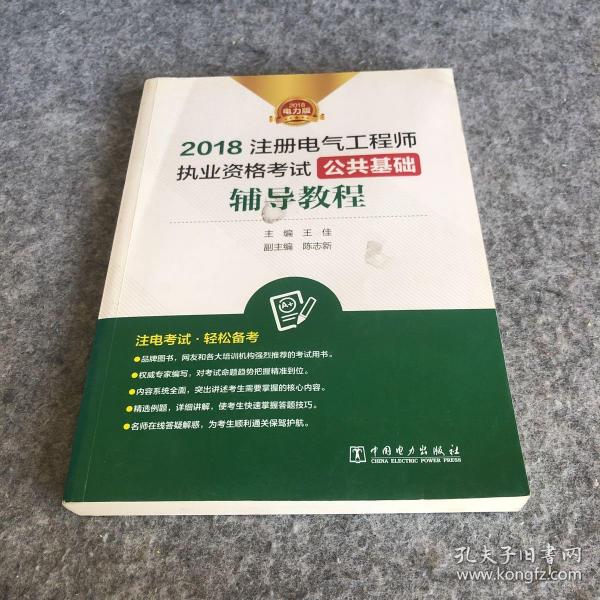 2018
电力版
2018 注册电气工程师
执业资格考试 公共基础
辅导教程
主 编 王 佳
副主编 陈志新
A+
注电考试·轻松备考
●品牌图书，网友和各大培训机构强烈推荐的考试用书。
●权威专家编写，对考试命题趋势把握精准到位。
●内容系统全面，突出讲述考生需要掌握的核心内容。
●精选例题，详细讲解，使考生快速掌握答题技巧。
●名师在线答疑解惑，为考生顺利通关保驾护航。
中国电力出版社
CHINA ELECTRIC POWER PRESS
孔夫子旧书网
www.kongfz.com